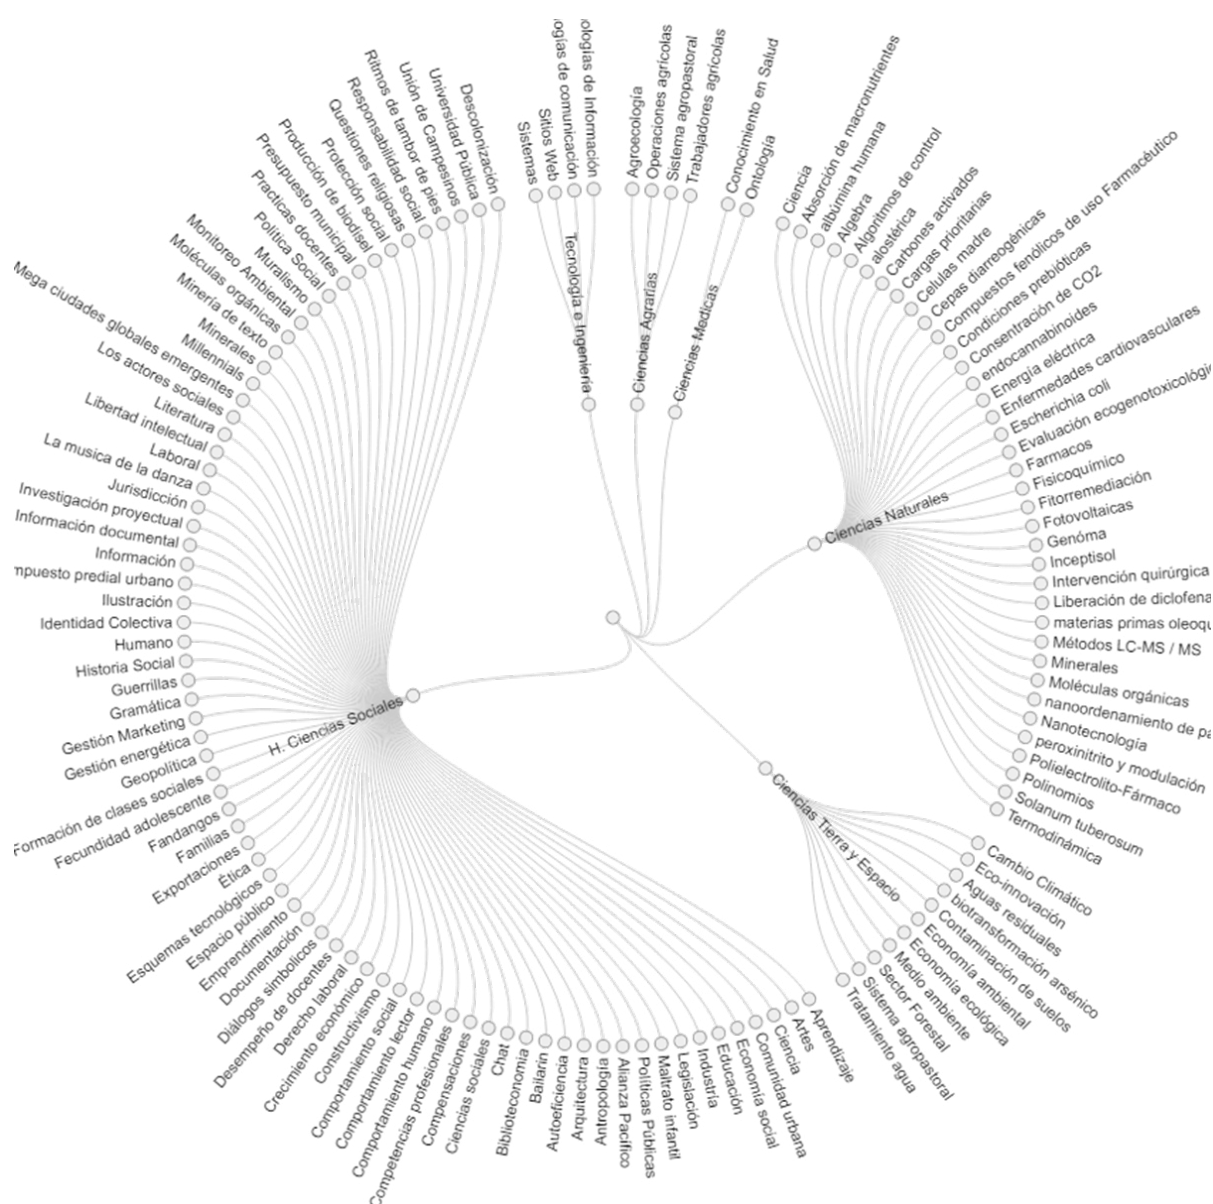 Tecnología e Ingeniería
Sistemas
Sitios Web
ogías de comunicación
ologías de Información
Ciencias Agrarias
Agroecología
Operaciones agrícolas
Sistema agropastoral
Trabajadores agrícolas
Ciencias Medicas
Conocimiento en Salud
Ontología
Ciencias Naturales
Ciencia
Absorción de macronutrientes
albúmina humana
Algebra
Algoritmos de control
alostérica
Carbones activados
Cargas prioritarias
Celulas madre
Cepas diarreogénicas
Compuestos fenólicos de uso Farmacéutico
Condiciones prebióticas
Consentración de CO2
endocannabinoides
Energía eléctrica
Enfermedades cardiovasculares
Escherichia coli
Evaluación ecogenotoxicológic
Farmacos
Fisicoquímico
Fitorremediación
Fotovoltaicas
Genóma
Inceptisol
Intervención quirúrgica
Liberación de diclofena
materias primas oleoqu
Métodos LC-MS / MS
Minerales
Moléculas orgánicas
nanoordenamiento de pa
Nanotecnología
peroxinitrito y modulación
Polielectrolito-Fármaco
Polinomios
Solanum tuberosum
Termodinámica
Ciencias Tierra y Espacio
Cambio Climático
Eco-innovación
Aguas residuales
biotransformación arsénico
Contaminación de suelos
Economía ambiental
Economía ecológica
Medio ambiente
Sector Forestal
Sistema agropastoral
Tratamiento agua
H. Ciencias Sociales
Aprendizaje
Artes
Ciencia
Comunidad urbana
Economía social
Educación
Industria
Legislación
Maltrato infantil
Políticas Públicas
Alianza Pacífico
Antropología
Arquitectura
Autoeficiencia
Bailarin
Biblioteconomía
Chat
Ciencias sociales
Compensaciones
Competencias profesionales
Comportamiento humano
Comportamiento lector
Comportamiento social
Constructivismo
Crecimiento económico
Derecho laboral
Desempeño de docentes
Diálogos simbolicos
Documentación
Emprendimiento
Espacio público
Esquemas tecnológicos
Ética
Exportaciones
Familias
Fandangos
Fecundidad adolescente
Formación de clases sociales
Geopolítica
Gestión energética
Gestión Marketing
Gramática
Guerrillas
Historia Social
Humano
Identidad Colectiva
Ilustración
mpuesto predial urbano
Información
Información documental
Investigación proyectual
Jurisdicción
La musica de la danza
Laboral
Libertad intelectual
Literatura
Los actores sociales
Mega ciudades globales emergentes
Millennials
Minerales
Minería de texto
Moléculas orgánicas
Monitoreo Ambiental
Muralismo
Política Social
Practicas docentes
Presupuesto municipal
Producción de biodisel
Protección social
Questiones religiosas
Responsabilidad social
Ritmos de tambor de pies
Unión de Campesinos
Universidad Pública
Descolonización